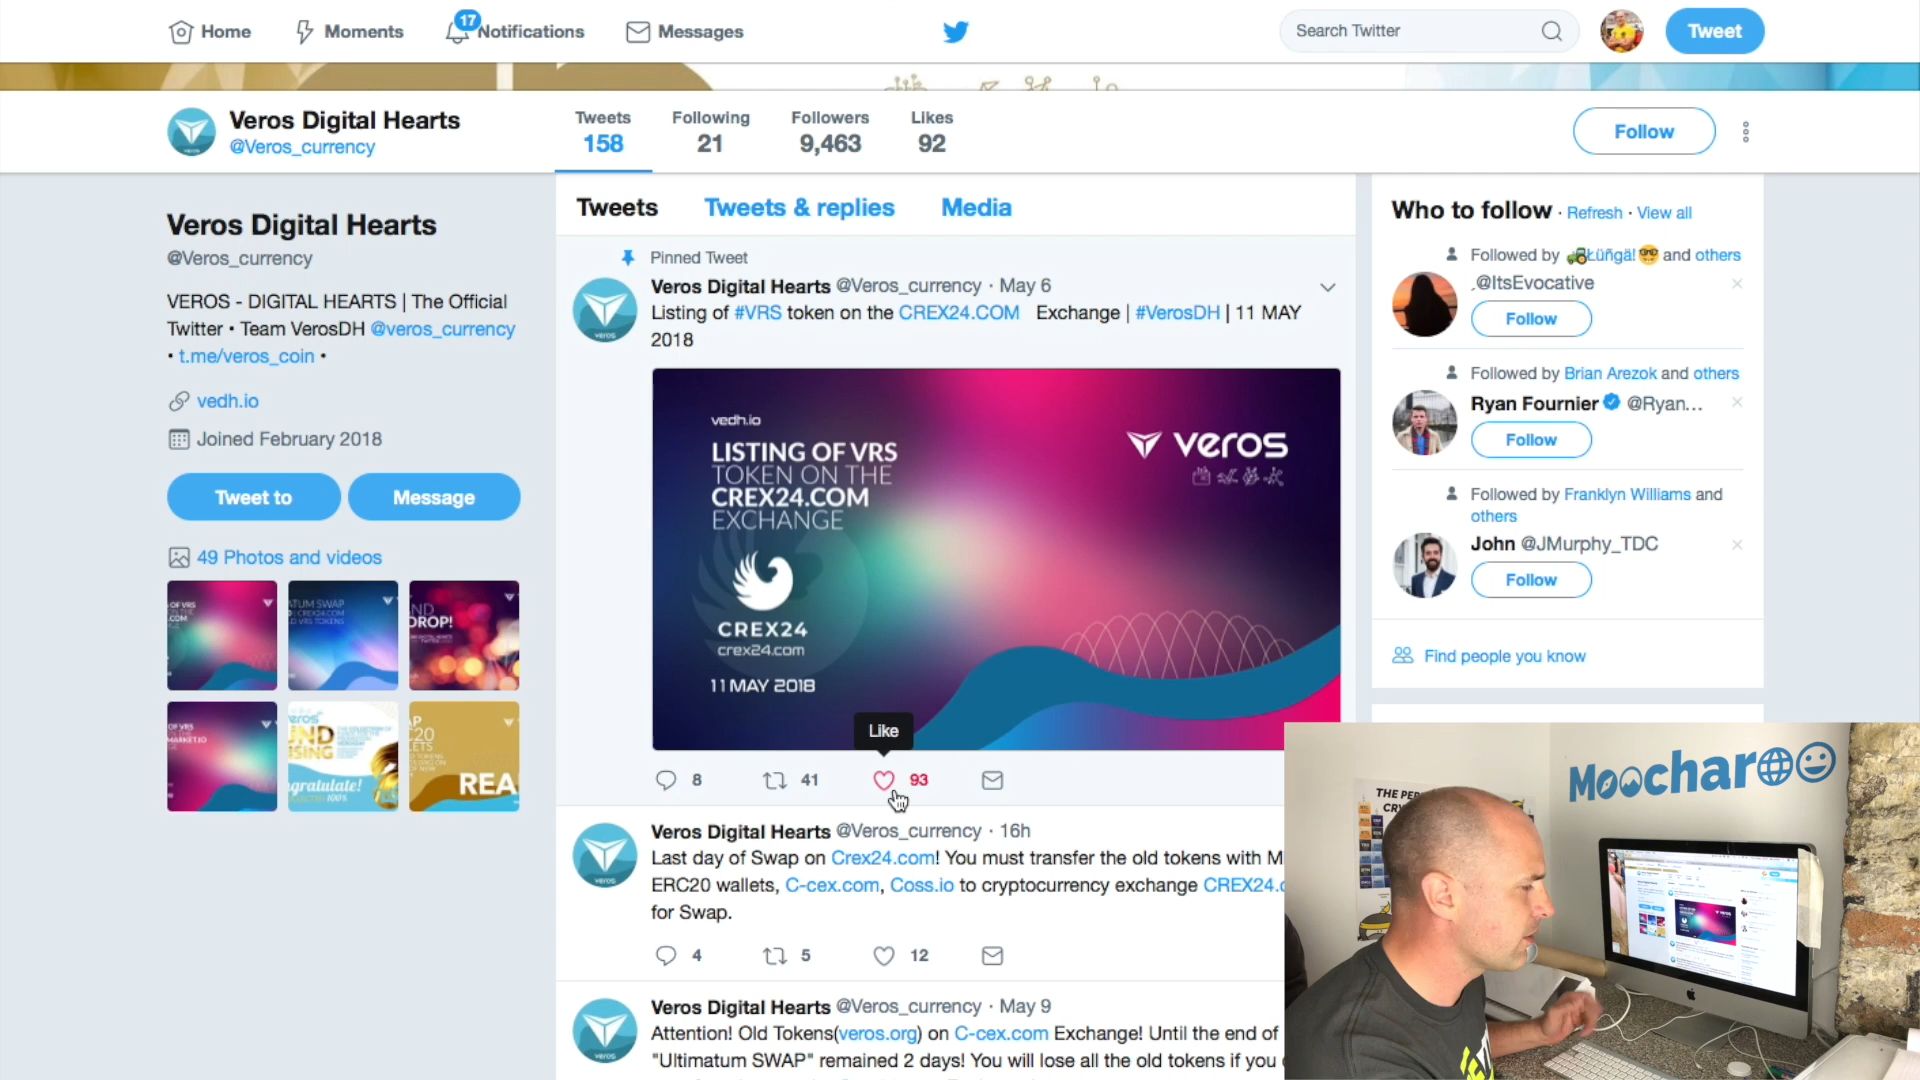 Home
Moments
17
Notifications
Messages
Search Twitter
Tweet
Veros Digital Hearts
@Veros_currency
Tweets
158
Following
21
Followers
9,463
Likes
92
Follow
Veros Digital Hearts
@Veros_currency
VEROS - DIGITAL HEARTS | The Official
Twitter • Team VerosDH @veros_currency
• t.me/veros_coin •
vedh.io
Joined February 2018
Tweet to
Message
49 Photos and videos
Tweets
Tweets & replies
Media
Pinned Tweet
Veros Digital Hearts @Veros_currency · May 6
Listing of #VRS token on the CREX24.COM Exchange | #VerosDH | 11 MAY
2018
vedh.io
LISTING OF VRS
TOKEN ON THE
CREX24.COM
EXCHANGE
CREX24
crex24.com
11 MAY 2018
veros
Like
8
41
93
Veros Digital Hearts @Veros_currency · 16h
Last day of Swap on Crex24.com! You must transfer the old tokens with M
ERC20 wallets, C-cex.com, Coss.io to cryptocurrency exchange CREX24.c
for Swap.
4
5
12
Veros Digital Hearts @Veros_currency · May 9
Attention! Old Tokens(veros.org) on C-cex.com Exchange! Until the end of
"Ultimatum SWAP" remained 2 days! You will lose all the old tokens if you
Who to follow · Refresh · View all
Followed by 🚜Łüñgä!🤓 and others
@ItsEvocative
Follow
Followed by Brian Arezok and others
Ryan Fournier @Ryan...
Follow
Followed by Franklyn Williams and
others
John @JMurphy_TDC
Follow
Find people you know
Moocharoo
THE PER
CR